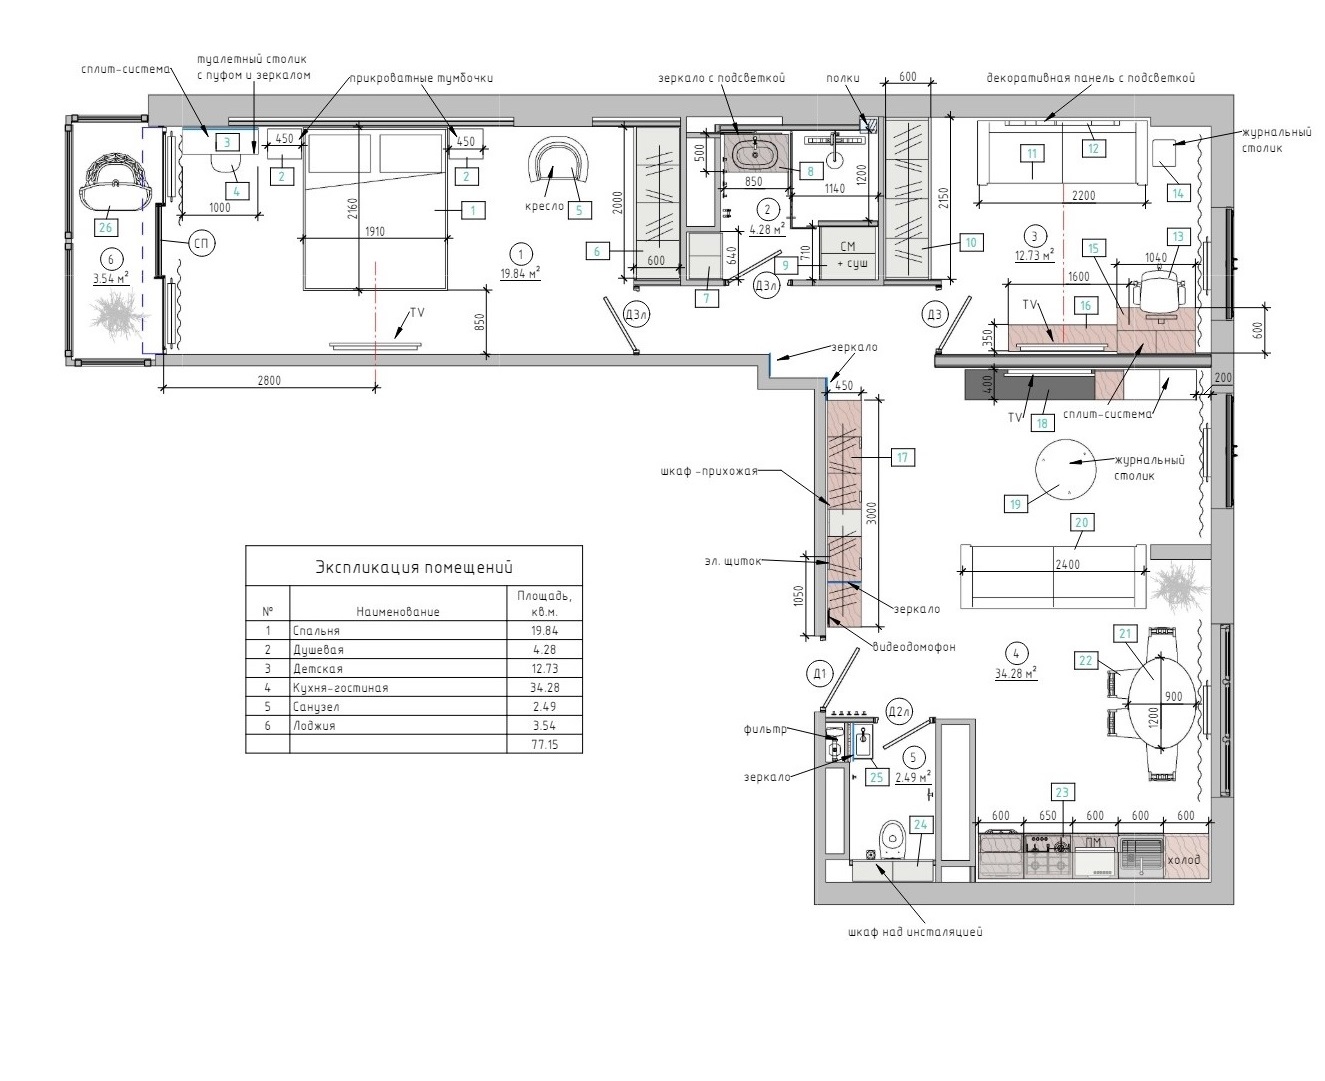 сплит-система
туалетный столик
с пуфом и зеркалом
прикроватные тумбочки
зеркало с подсветкой
полки
600
декоративная панель с подсветкой
журнальный
столик
450
3
2
4
1000
2160
1910
1
450
2
кресло
5
2000
6
600
500
850
8
1140
1200
2
4.28 м²
640
7
710
9
СМ
+ суш
2150
10
11
12
2200
14
3
12.73 м²
15
13
1040
1600
16
TV
350
600
26
6
3.54 м²
СП
1
19.84 м²
TV
850
Д3л
Д3л
Д3
2800
зеркало
450
400
TV
18
сплит-система
200
17
шкаф -прихожая
3000
журнальный
столик
19
20
2400
эл. щиток
1050
зеркало
видеодомофон
Д1
4
34.28 м²
21
22
900
1200
Д2л
фильтр
зеркало
25
5
2.49 м²
24
23
600
650
600
600
600
ПМ
холод
шкаф над инсталяцией
Экспликация помещений
№ Наименование Площадь,
кв.м.
1 Спальня 19.84
2 Душевая 4.28
3 Детская 12.73
4 Кухня-гостиная 34.28
5 Санузел 2.49
6 Лоджия 3.54
77.15